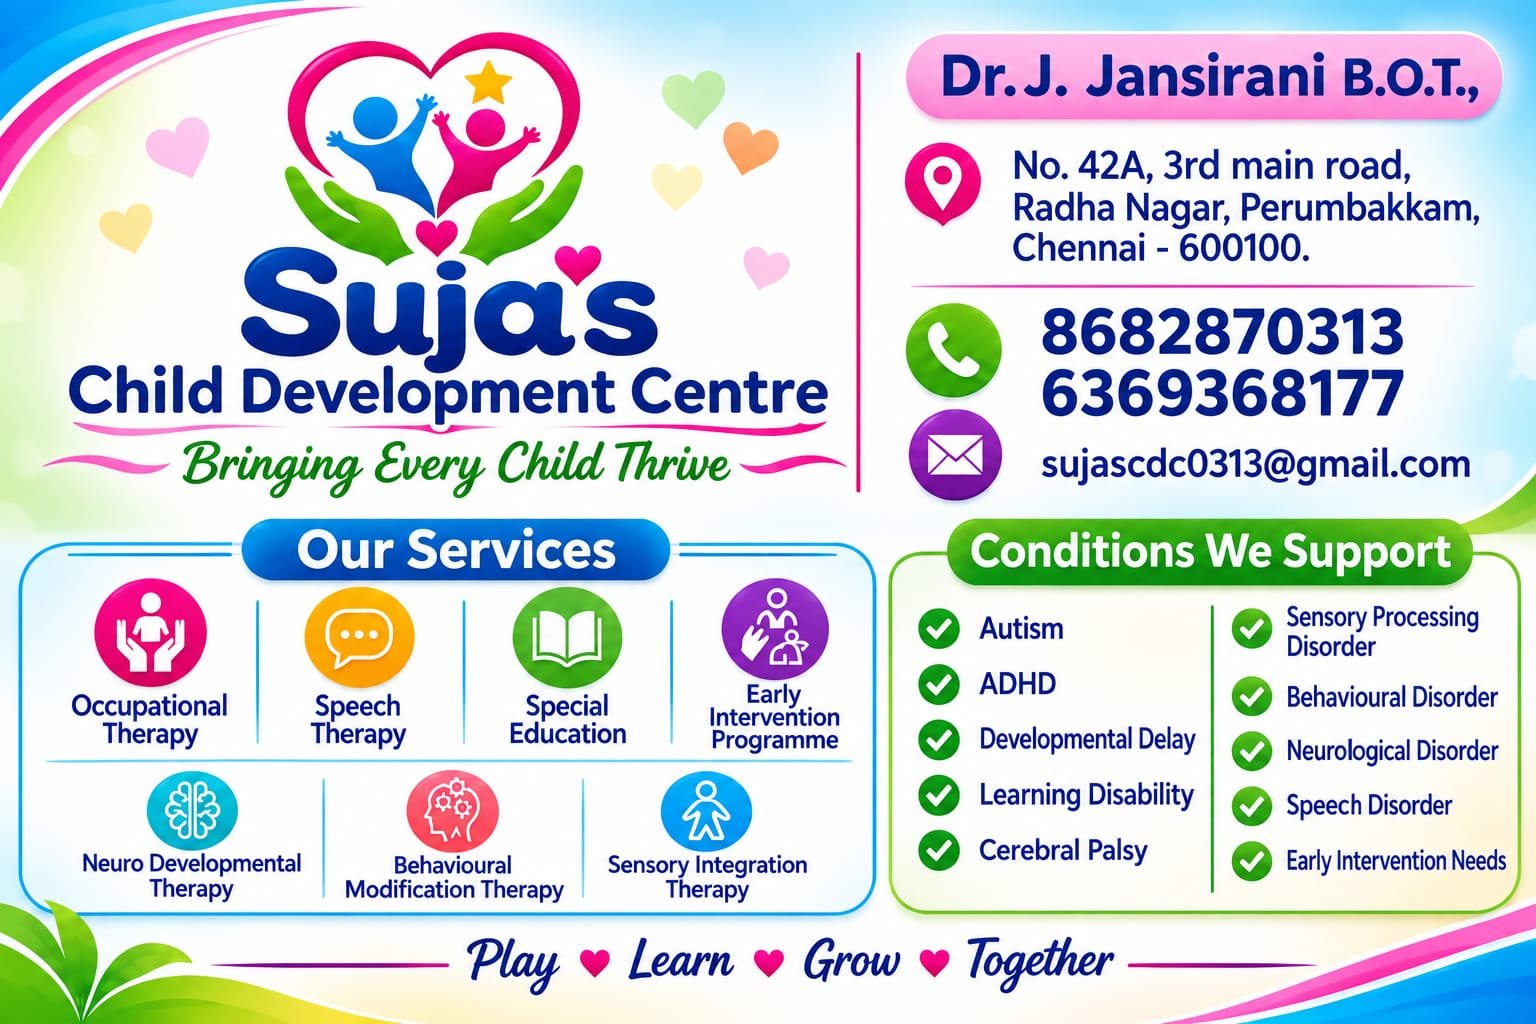 Suja's
Child Development Centre
Bringing Every Child Thrive
Dr. J. Jansirani B.O.T.,
No. 42A, 3rd main road,
Radha Nagar, Perumbakkam,
Chennai - 600100.
8682870313
6369368177
sujascdc0313@gmail.com
Our Services
Occupational
Therapy
Speech
Therapy
Special
Education
Early
Intervention
Programme
Neuro Developmental
Therapy
Behavioural
Modification Therapy
Sensory Integration
Therapy
Conditions We Support
Autism
ADHD
Developmental Delay
Learning Disability
Cerebral Palsy
Sensory Processing
Disorder
Behavioural Disorder
Neurological Disorder
Speech Disorder
Early Intervention Needs
Play Learn Grow Together